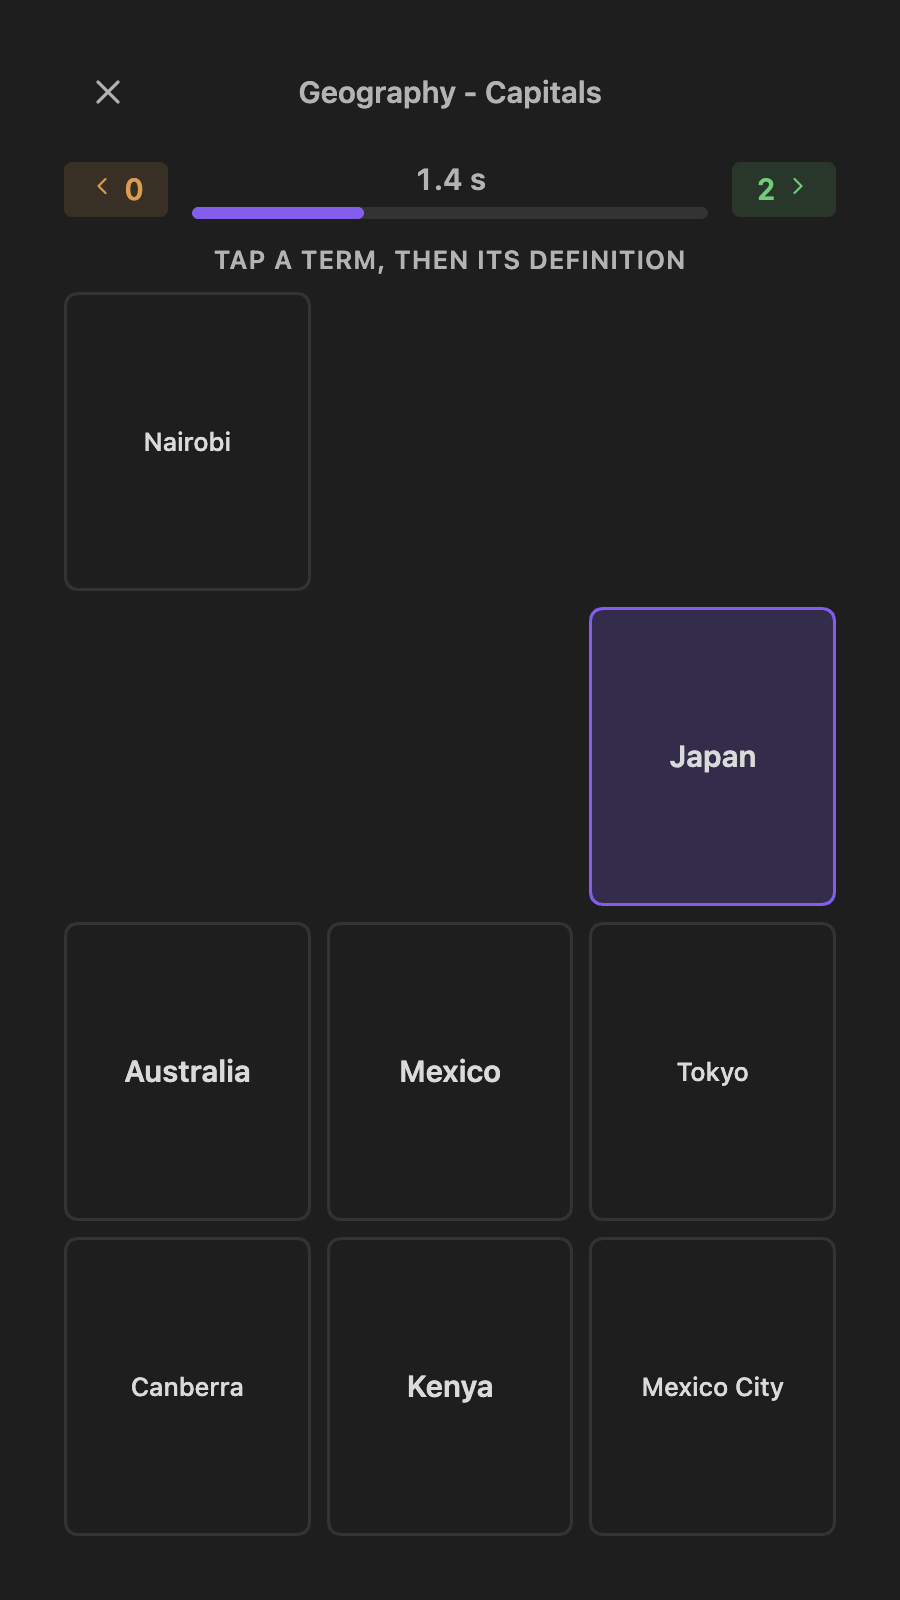 Geography - Capitals
0
1.4 s
2
TAP A TERM, THEN ITS DEFINITION
Nairobi
Japan
Australia
Mexico
Tokyo
Canberra
Kenya
Mexico City